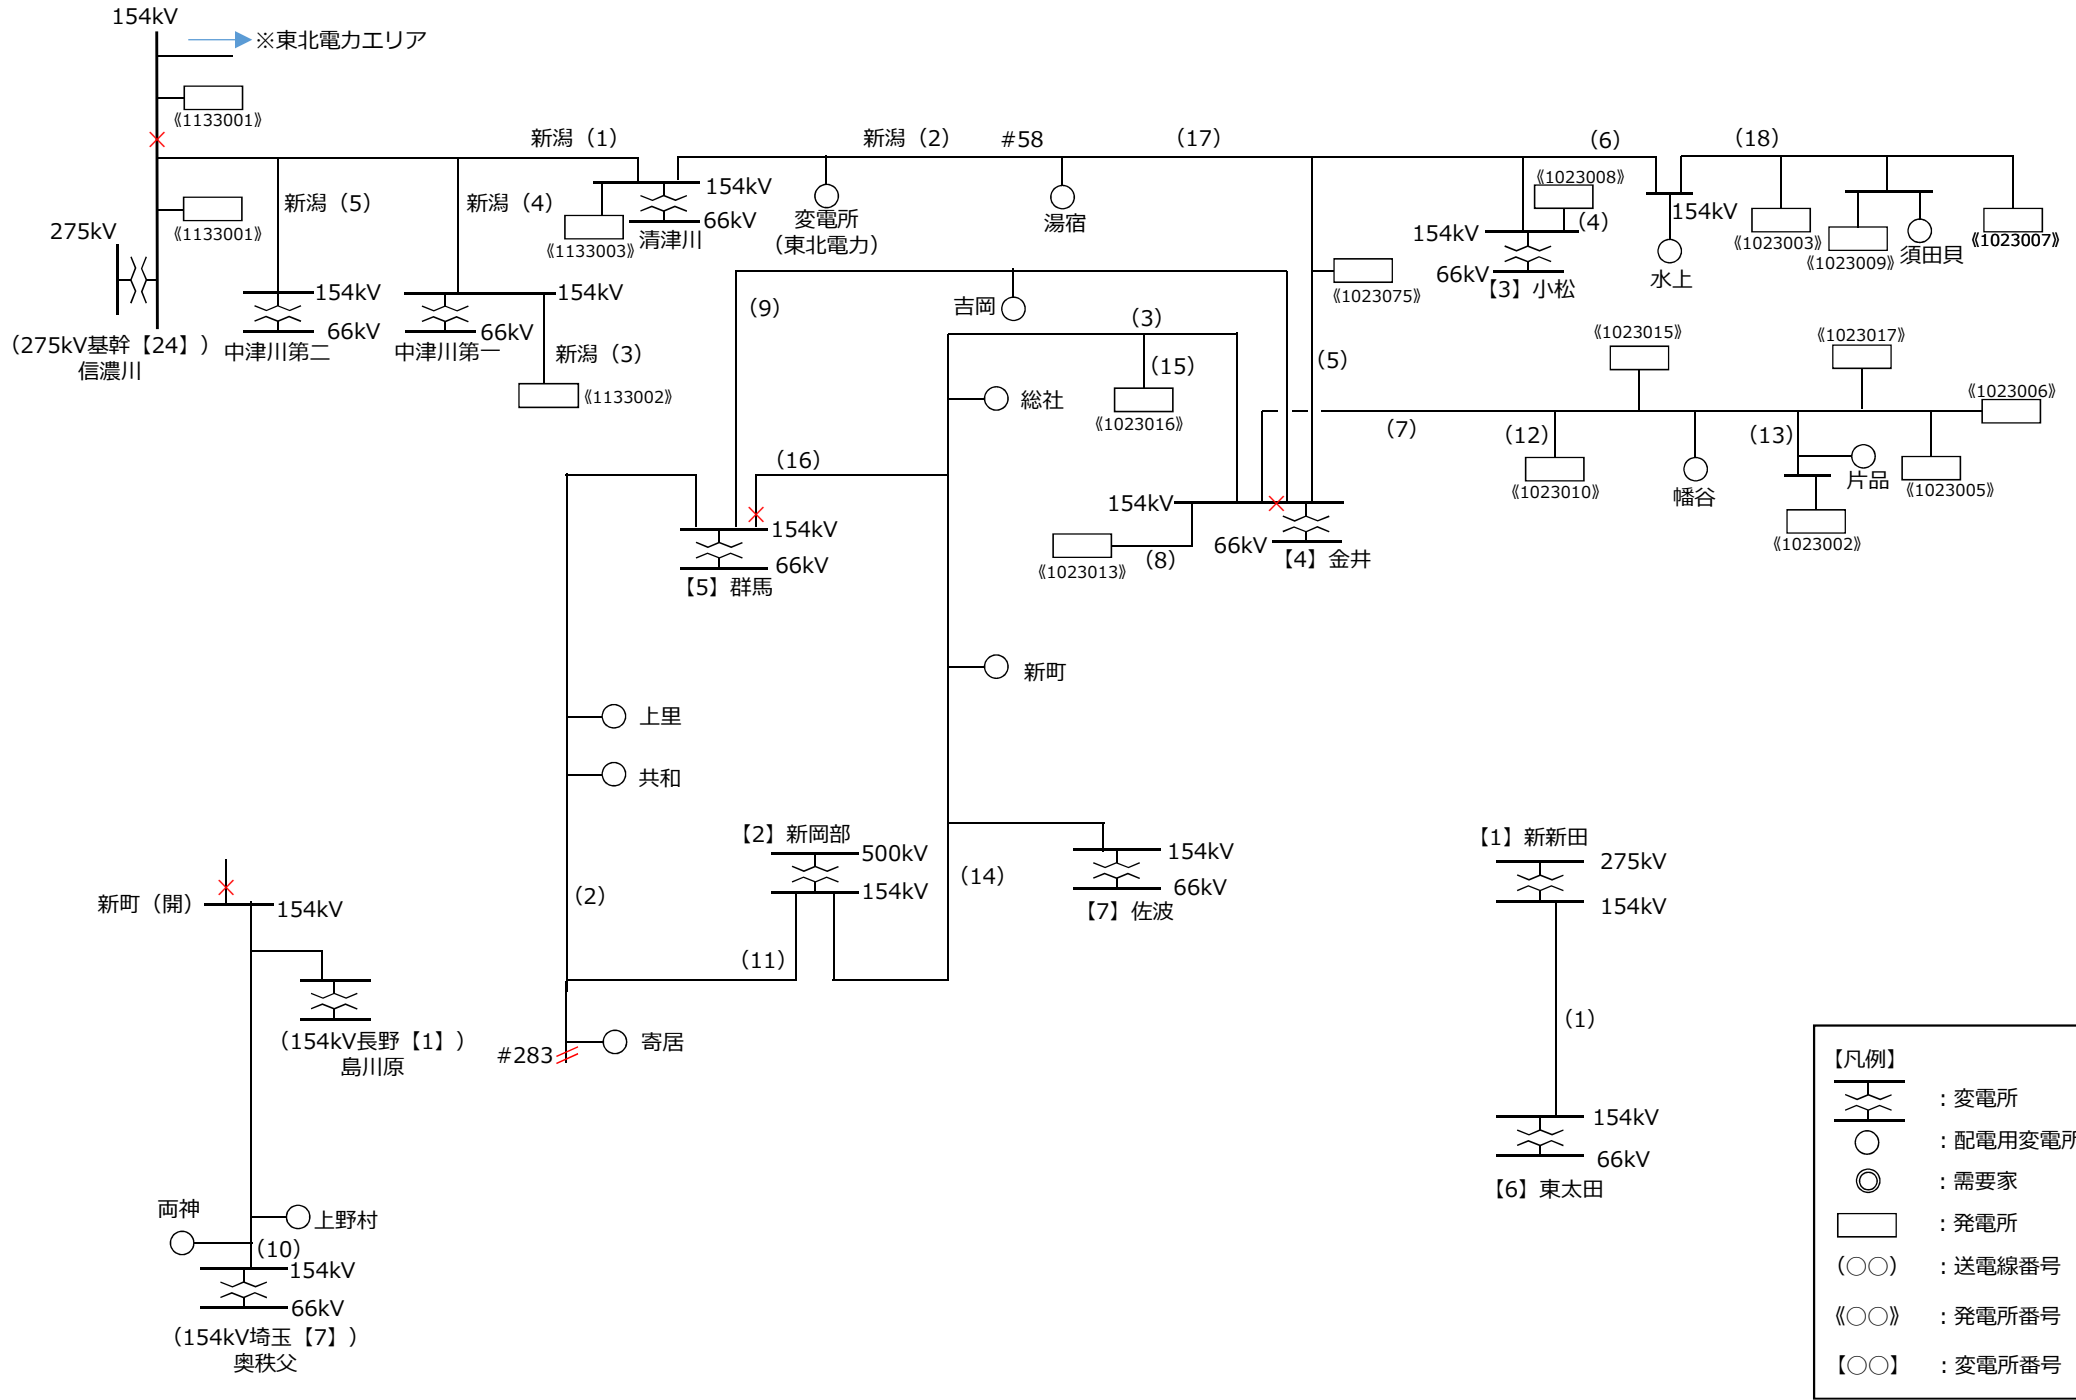 154kV
※東北電力エリア
《1133001》
新潟（1）
新潟（2）
#58
（17）
（6）
（18）
新潟（5）
新潟（4）
154kV
66kV
清津川
《1133003》
変電所
（東北電力）
湯宿
《1023008》
（4）
154kV
66kV
【3】小松
154kV
水上
《1023003》
《1023009》
須田貝
《1023007》
《1133001》
275kV
（275kV基幹【24】）
信濃川
154kV
66kV
中津川第二
154kV
66kV
中津川第一
新潟（3）
《1133002》
（9）
吉岡
（3）
（15）
《1023016》
総社
《1023075》
（5）
《1023015》
《1023017》
《1023006》
（7）
（12）
《1023010》
幡谷
（13）
片品
《1023005》
《1023002》
（16）
154kV
66kV
【5】群馬
154kV
66kV
【4】金井
《1023013》
（8）
新町
上里
共和
【2】新岡部
500kV
154kV
（2）
（11）
（14）
154kV
66kV
【7】佐波
寄居
#283
【1】新新田
275kV
154kV
（1）
154kV
66kV
【6】東太田
新町（開）
154kV
（154kV長野【1】）
島川原
両神
上野村
（10）
154kV
66kV
（154kV埼玉【7】）
奥秩父
【凡例】
：変電所
：配電用変電所
：需要家
：発電所
（○○）：送電線番号
《○○》：発電所番号
【○○】：変電所番号